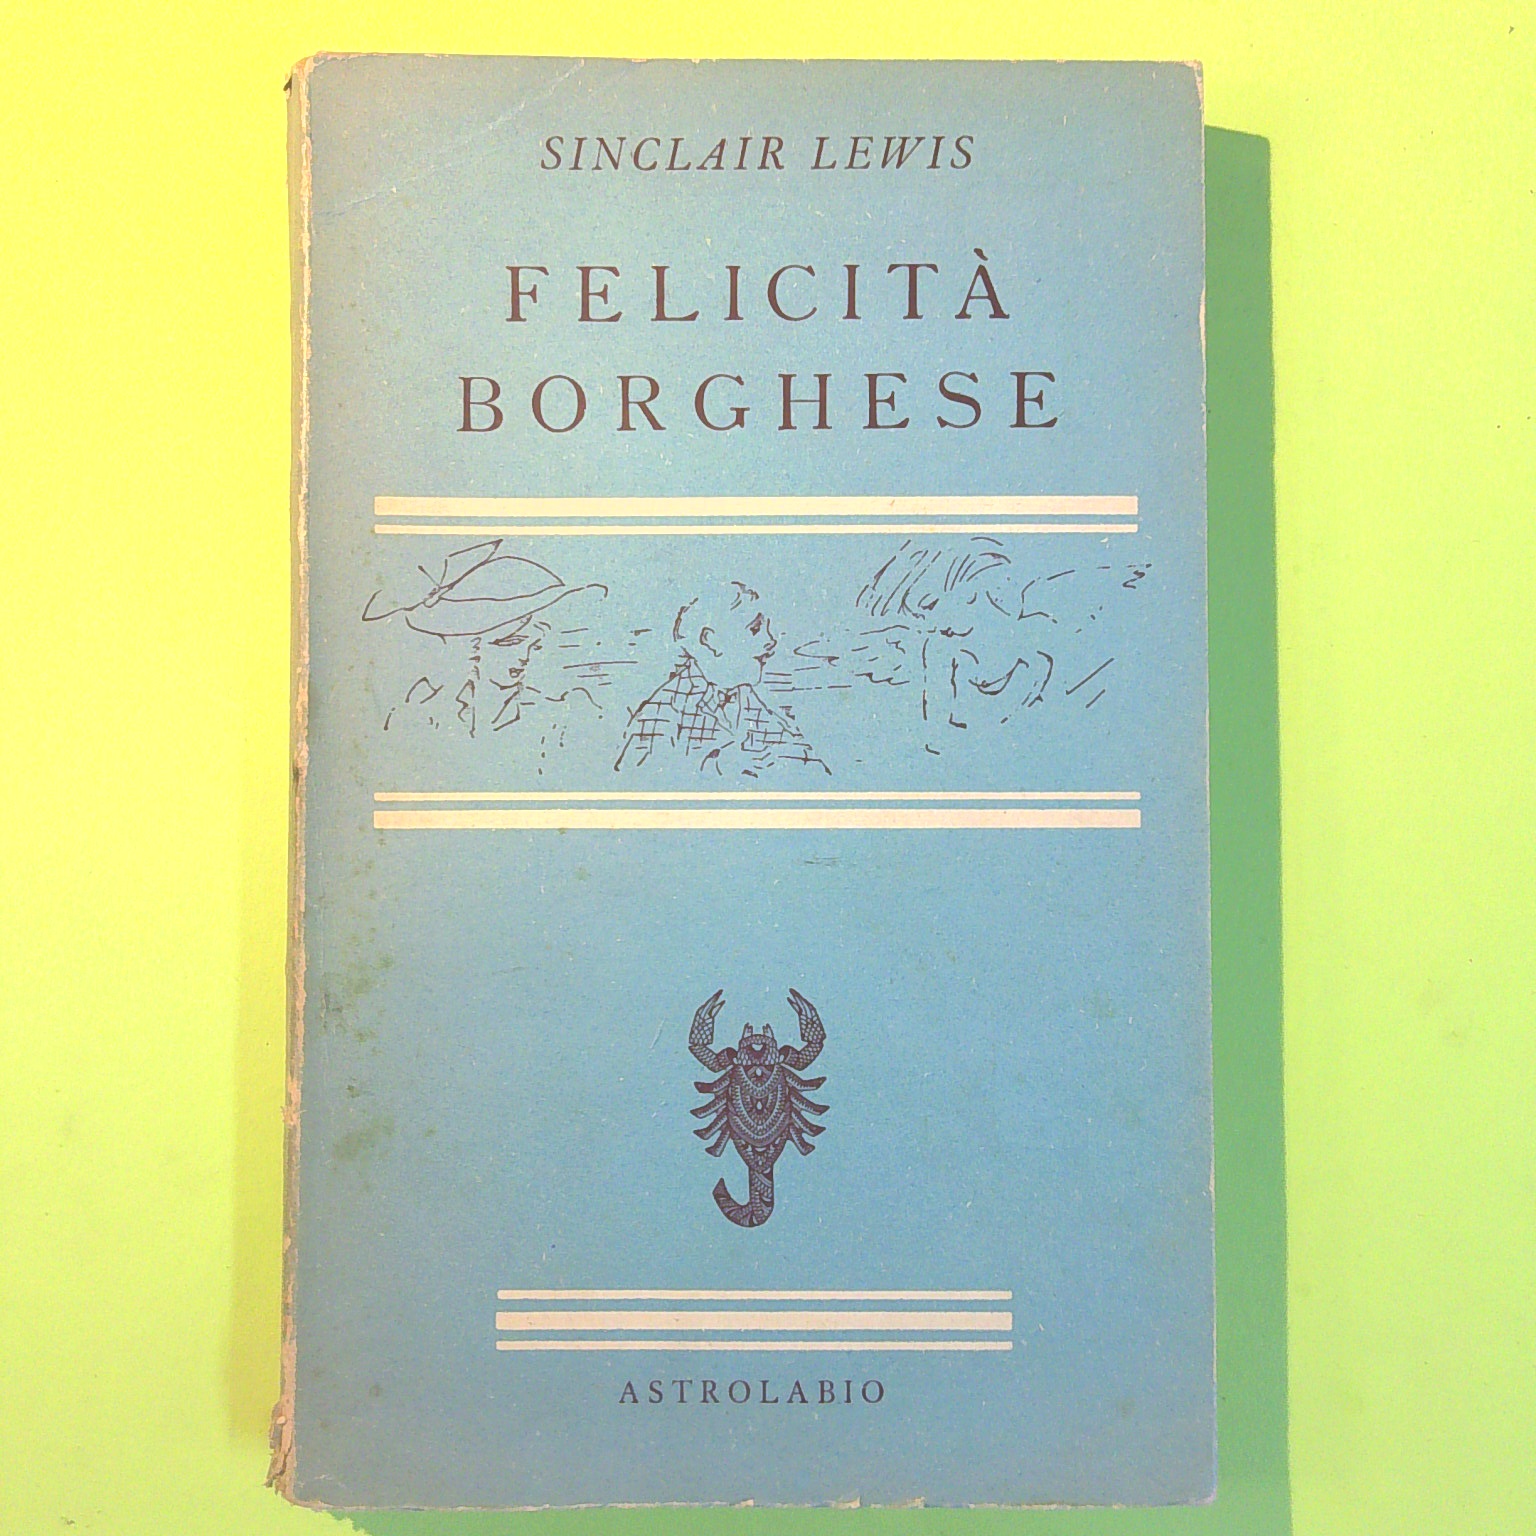 SINCLAIR LEWIS
FELICITÀ
BORGHESE
ASTROLABIO